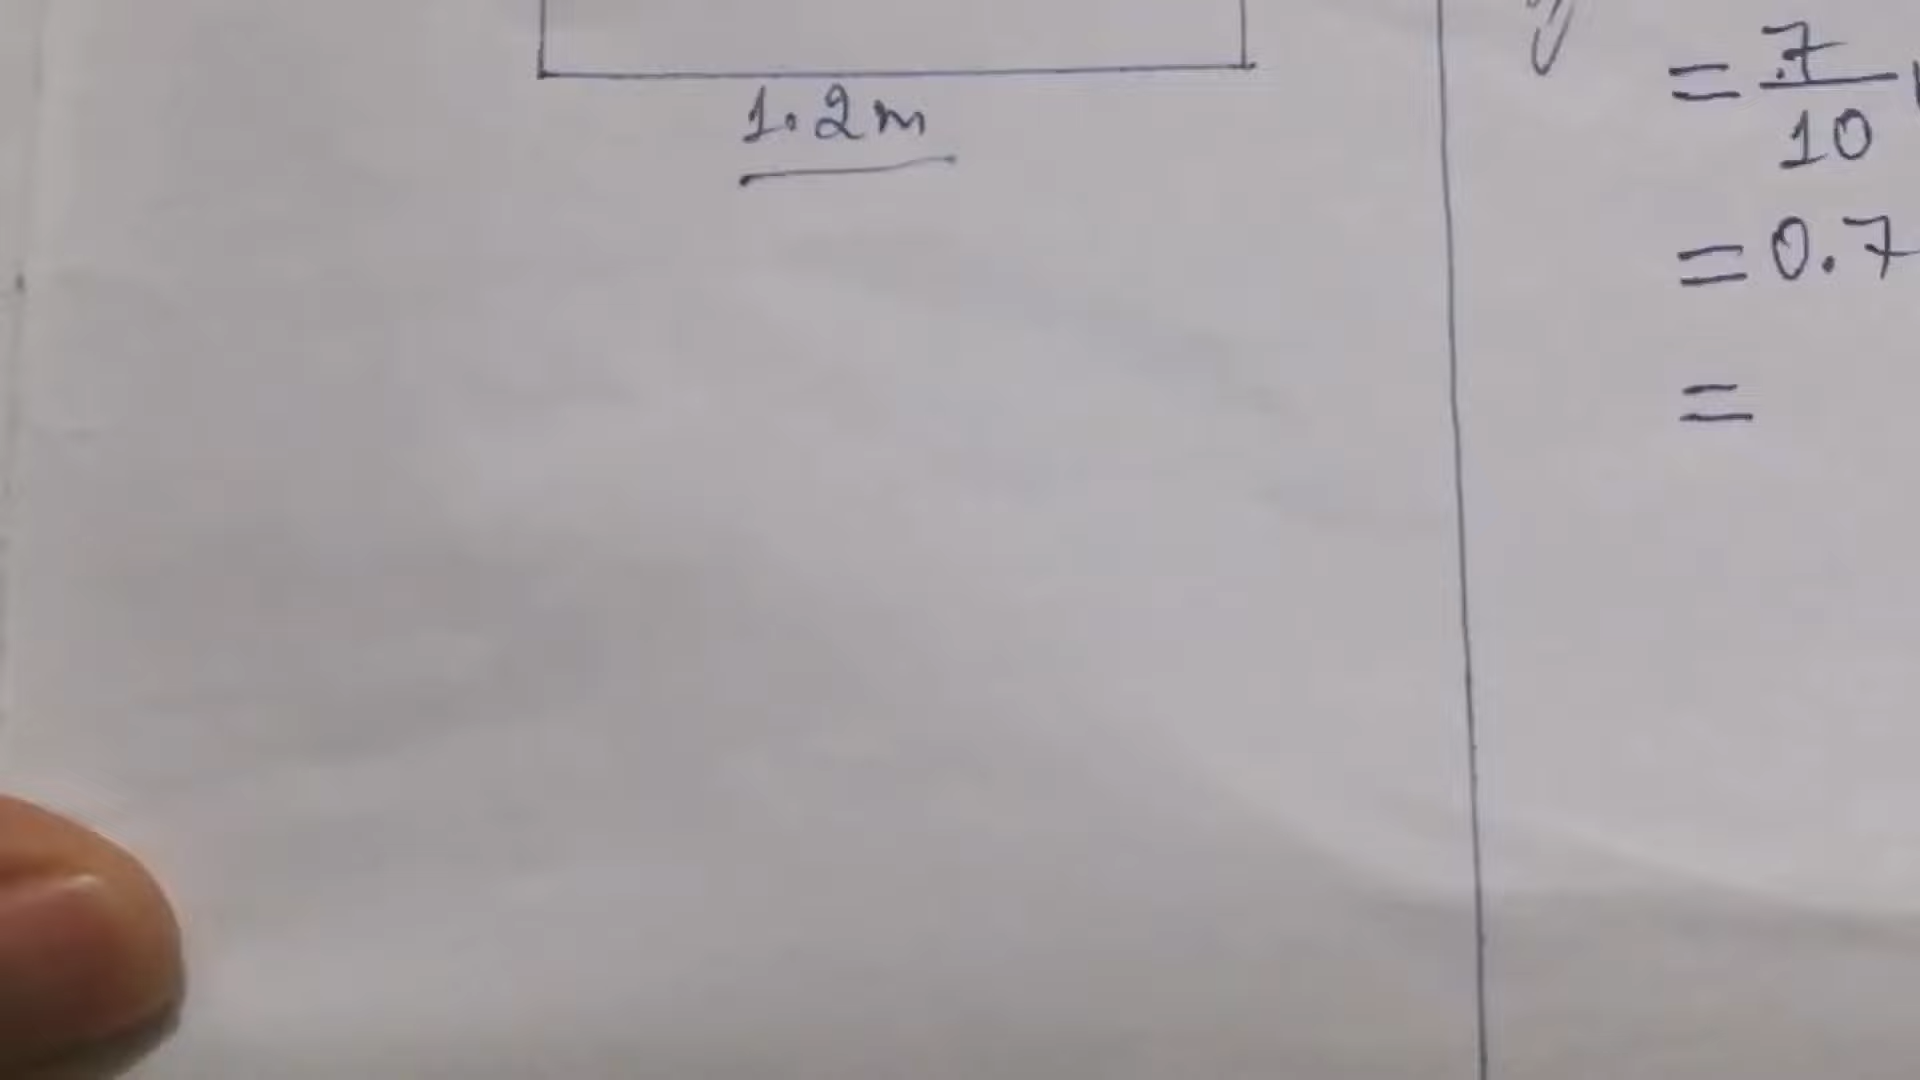 1.2m
= 7/10
= 0.7
=